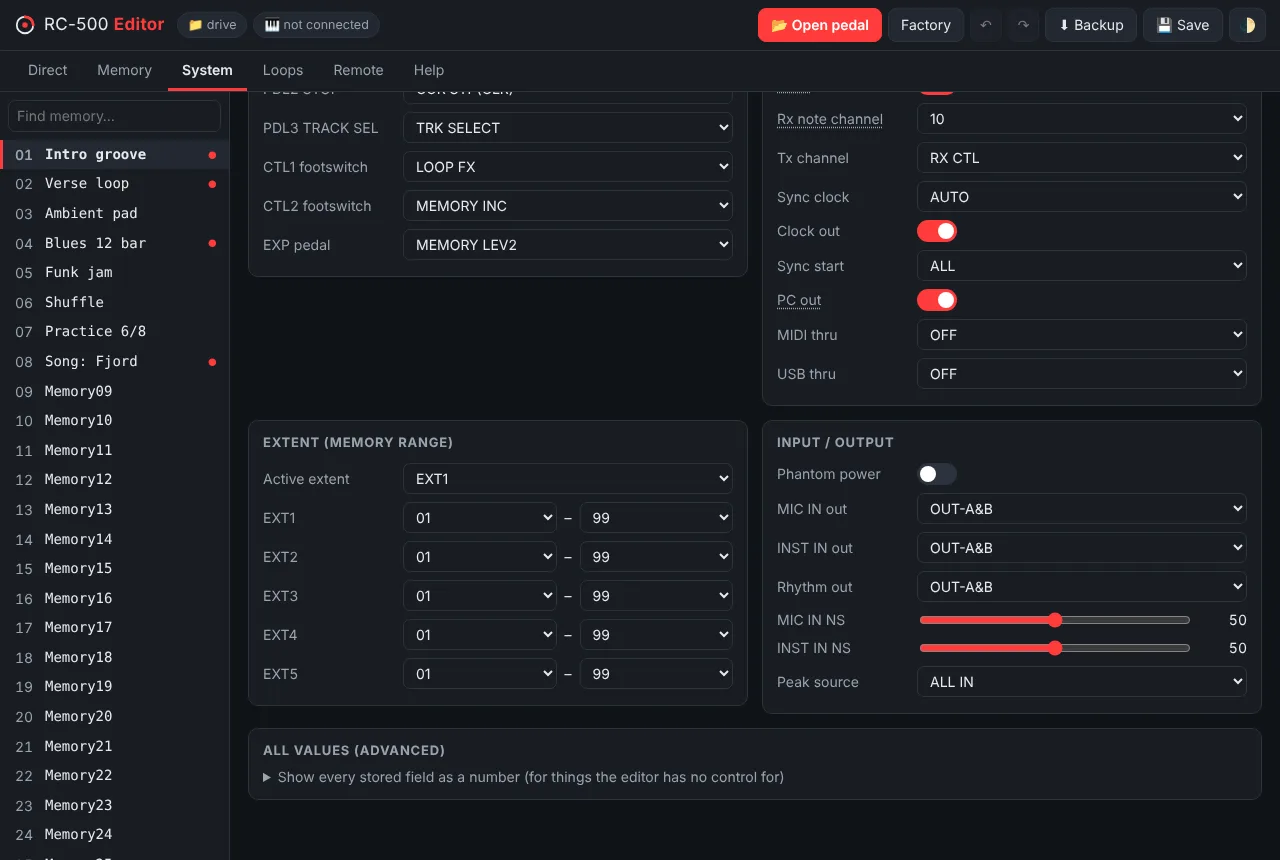 RC-500 Editor
drive
not connected
Open pedal
Factory
Backup
Save
Direct
Memory
System
Loops
Remote
Help
Find memory...
01 Intro groove
02 Verse loop
03 Ambient pad
04 Blues 12 bar
05 Funk jam
06 Shuffle
07 Practice 6/8
08 Song: Fjord
09 Memory09
10 Memory10
11 Memory11
12 Memory12
13 Memory13
14 Memory14
15 Memory15
16 Memory16
17 Memory17
18 Memory18
19 Memory19
20 Memory20
21 Memory21
22 Memory22
23 Memory23
24 Memory24
PDL3 TRACK SEL TRK SELECT
CTL1 footswitch LOOP FX
CTL2 footswitch MEMORY INC
EXP pedal MEMORY LEV2
Rx note channel 10
Tx channel RX CTL
Sync clock AUTO
Clock out
Sync start ALL
PC out
MIDI thru OFF
USB thru OFF
EXTENT (MEMORY RANGE)
Active extent EXT1
EXT1 01 – 99
EXT2 01 – 99
EXT3 01 – 99
EXT4 01 – 99
EXT5 01 – 99
INPUT / OUTPUT
Phantom power
MIC IN out OUT-A&B
INST IN out OUT-A&B
Rhythm out OUT-A&B
MIC IN NS 50
INST IN NS 50
Peak source ALL IN
ALL VALUES (ADVANCED)
Show every stored field as a number (for things the editor has no control for)